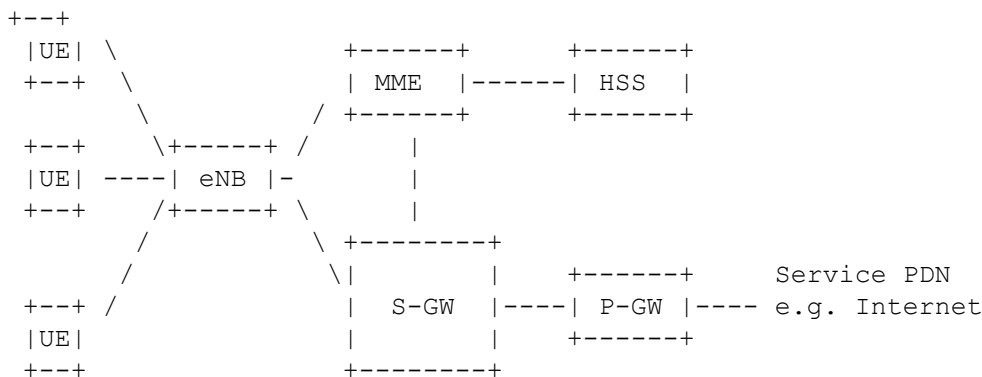 +--+
|UE| \ +------+ +------+
+--+ \ | MME |------| HSS |
\ / +------+ +------+
+--+ \+-----+ / |
|UE| ----| eNB |- |
+--+ /+-----+ \ |
/ \ +--------+
/ \| | +------+ Service PDN
+--+ / | S-GW |----| P-GW |---- e.g. Internet
|UE| | | +------+
+--+ +--------+